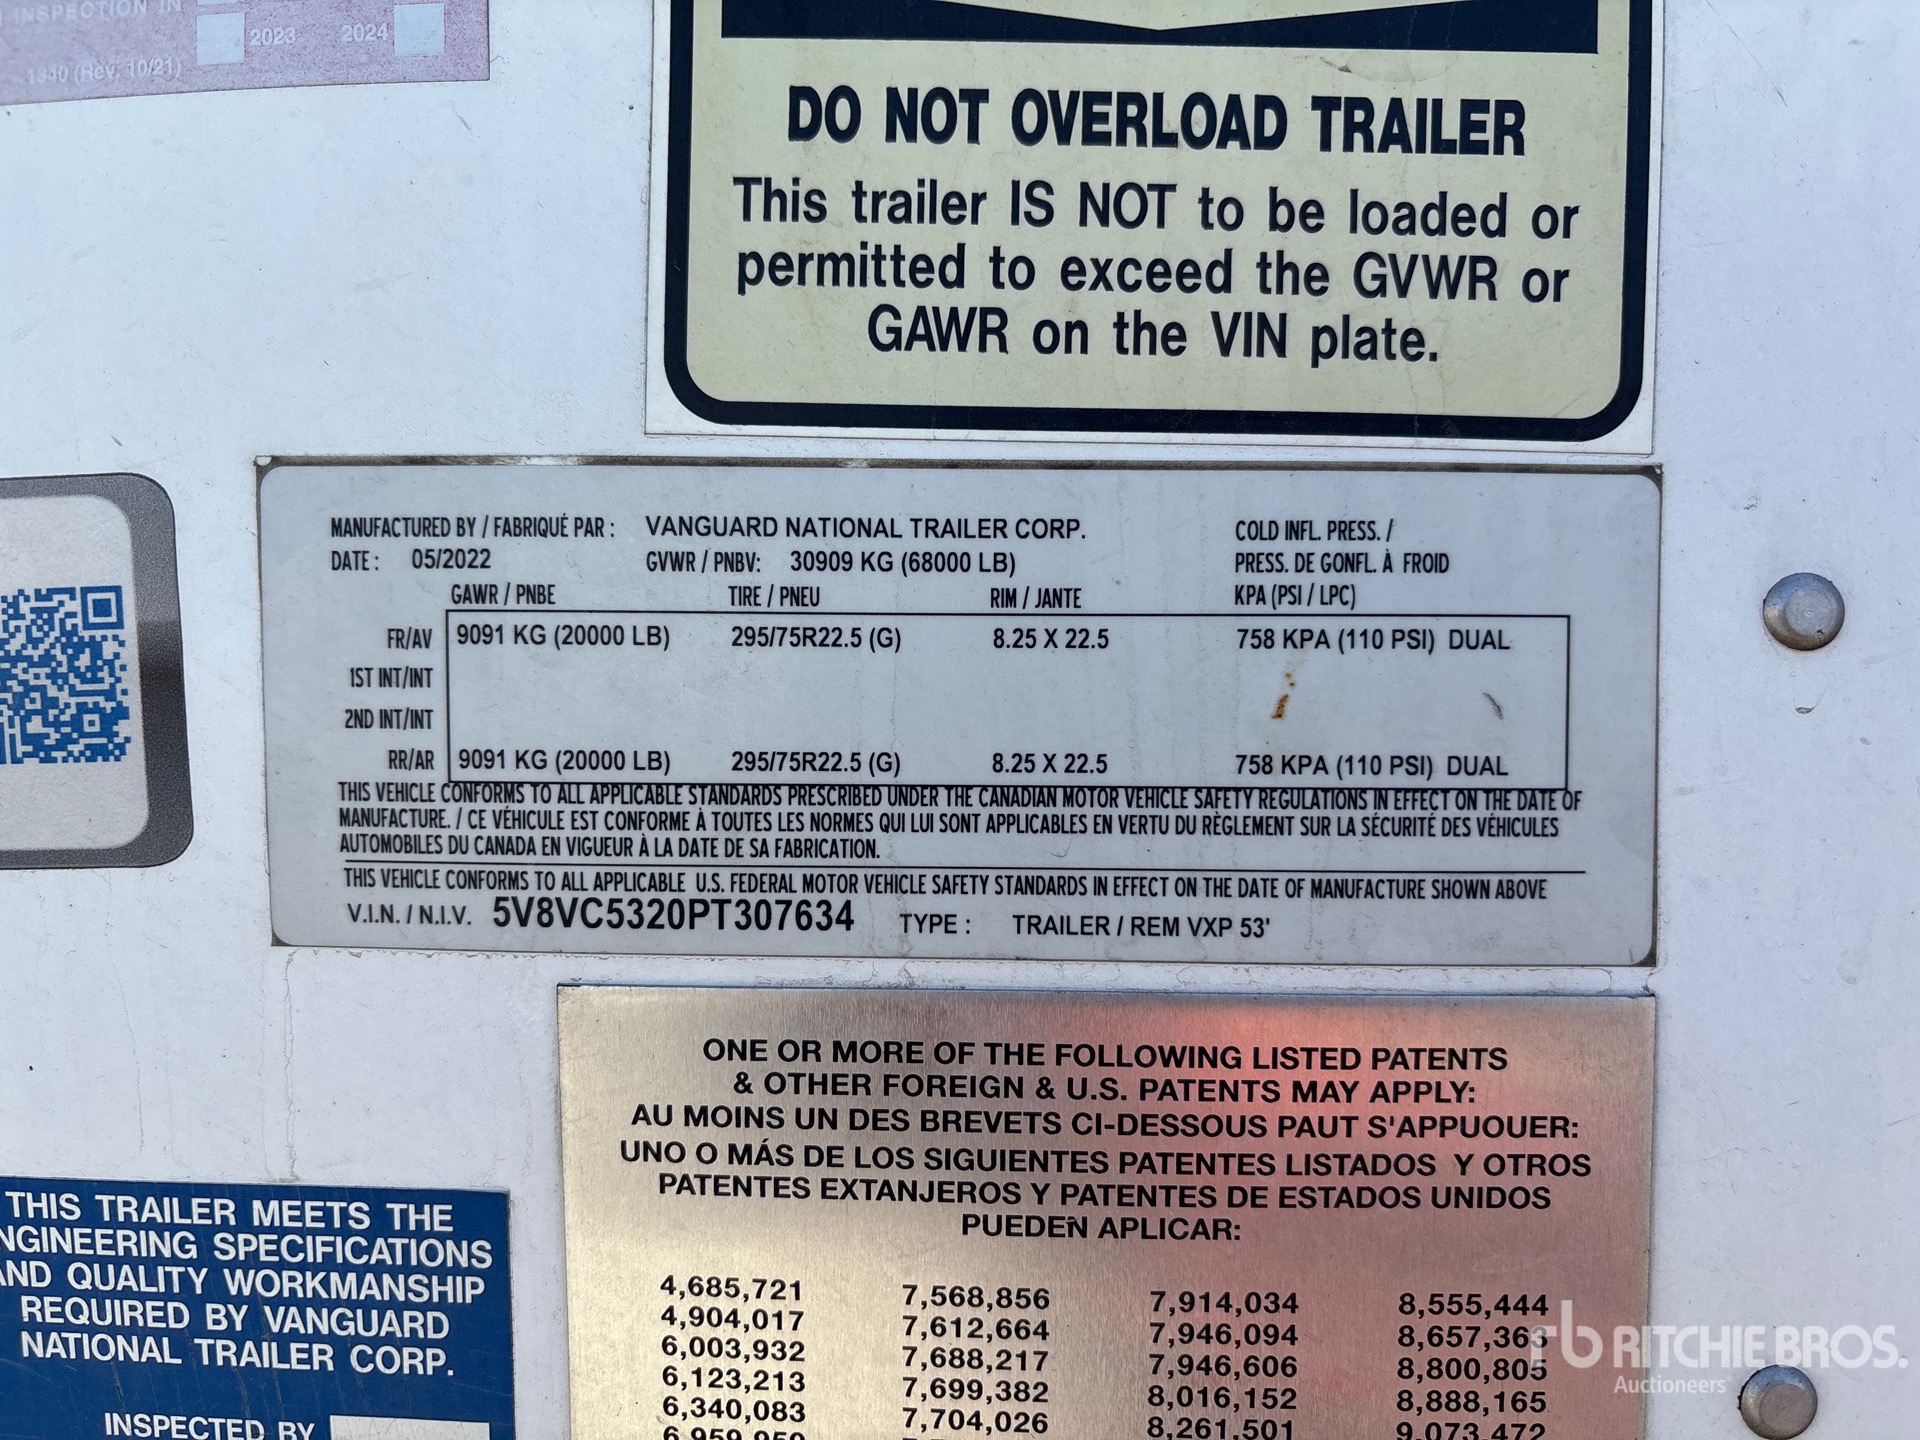 INSPECTION IN
2023 2024
1840 (Rev. 10/21)
DO NOT OVERLOAD TRAILER
This trailer IS NOT to be loaded or
permitted to exceed the GVWR or
GAWR on the VIN plate.
MANUFACTURED BY / FABRIQUÉ PAR : VANGUARD NATIONAL TRAILER CORP. COLD INFL. PRESS. /
DATE : 05/2022 GVWR / PNBV: 30909 KG (68000 LB) PRESS. DE GONFL. À FROID
GAWR / PNBE TIRE / PNEU RIM / JANTE KPA (PSI / LPC)
FR/AV 9091 KG (20000 LB) 295/75R22.5 (G) 8.25 X 22.5 758 KPA (110 PSI) DUAL
1ST INT/INT
2ND INT/INT
RR/AR 9091 KG (20000 LB) 295/75R22.5 (G) 8.25 X 22.5 758 KPA (110 PSI) DUAL
THIS VEHICLE CONFORMS TO ALL APPLICABLE STANDARDS PRESCRIBED UNDER THE CANADIAN MOTOR VEHICLE SAFETY REGULATIONS IN EFFECT ON THE DATE OF
MANUFACTURE. / CE VÉHICULE EST CONFORME À TOUTES LES NORMES QUI LUI SONT APPLICABLES EN VERTU DU RÈGLEMENT SUR LA SÉCURITÉ DES VÉHICULES
AUTOMOBILES DU CANADA EN VIGUEUR À LA DATE DE SA FABRICATION.
THIS VEHICLE CONFORMS TO ALL APPLICABLE U.S. FEDERAL MOTOR VEHICLE SAFETY STANDARDS IN EFFECT ON THE DATE OF MANUFACTURE SHOWN ABOVE
V.I.N. / N.I.V. 5V8VC5320PT307634 TYPE : TRAILER / REM VXP 53'
ONE OR MORE OF THE FOLLOWING LISTED PATENTS
& OTHER FOREIGN & U.S. PATENTS MAY APPLY:
AU MOINS UN DES BREVETS CI-DESSOUS PAUT S'APPUOUER:
UNO O MÁS DE LOS SIGUIENTES PATENTES LISTADOS Y OTROS
PATENTES EXTANJEROS Y PATENTES DE ESTADOS UNIDOS
PUEDEN APLICAR:
4,685,721 7,568,856 7,914,034 8,555,444
4,904,017 7,612,664 7,946,094 8,657,363
6,003,932 7,688,217 7,946,606 8,800,805
6,123,213 7,699,382 8,016,152 8,888,165
6,340,083 7,704,026 8,261,501 9,073,472
6,959,959
THIS TRAILER MEETS THE
NGINEERING SPECIFICATIONS
AND QUALITY WORKMANSHIP
REQUIRED BY VANGUARD
NATIONAL TRAILER CORP.
INSPECTED BY
rb RITCHIE BROS.
Auctioneers